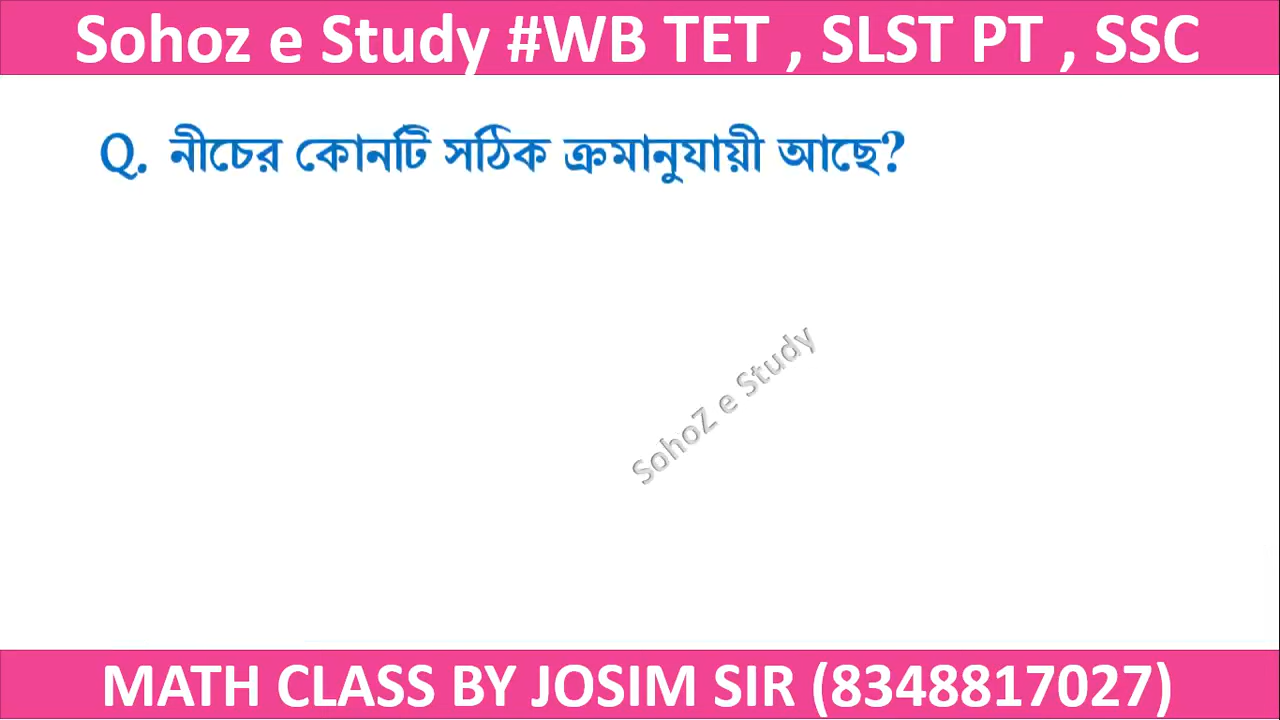 Sohoz e Study #WB TET , SLST PT , SSC
Q. নীচের কোনটি সঠিক ক্রমানুযায়ী আছে?
SohoZ e Study
MATH CLASS BY JOSIM SIR (8348817027)